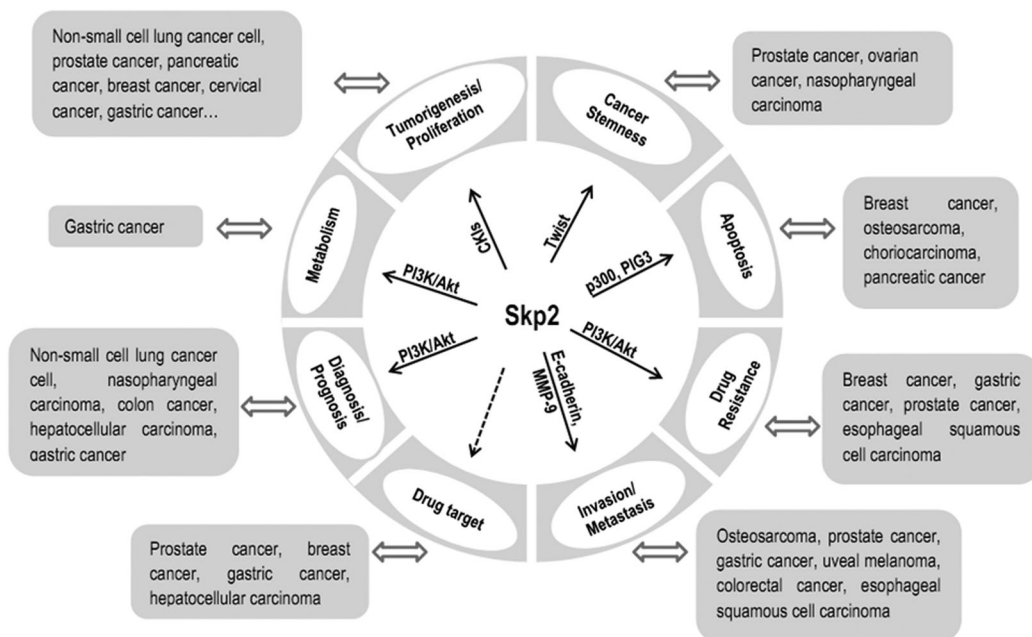 Non-small cell lung cancer cell,
prostate cancer, pancreatic
cancer, breast cancer, cervical
cancer, gastric cancer…
Tumorigenesis/
Proliferation
Cancer
Stemness
Prostate cancer, ovarian
cancer, nasopharyngeal
carcinoma
Gastric cancer
Metabolism
CKIs
Twist
Apoptosis
Breast cancer,
osteosarcoma,
choriocarcinoma,
pancreatic cancer
PI3K/Akt
p300, PIG3
Skp2
PI3K/Akt
PI3K/Akt
E-cadherin,
MMP-9
Non-small cell lung cancer
cell, nasopharyngeal
carcinoma, colon cancer,
hepatocellular carcinoma,
gastric cancer
Diagnosis/
Prognosis
Drug
Resistance
Breast cancer, gastric
cancer, prostate cancer,
esophageal squamous
cell carcinoma
Drug target
Invasion/
Metastasis
Prostate cancer, breast
cancer, gastric cancer,
hepatocellular carcinoma
Osteosarcoma, prostate cancer,
gastric cancer, uveal melanoma,
colorectal cancer, esophageal
squamous cell carcinoma